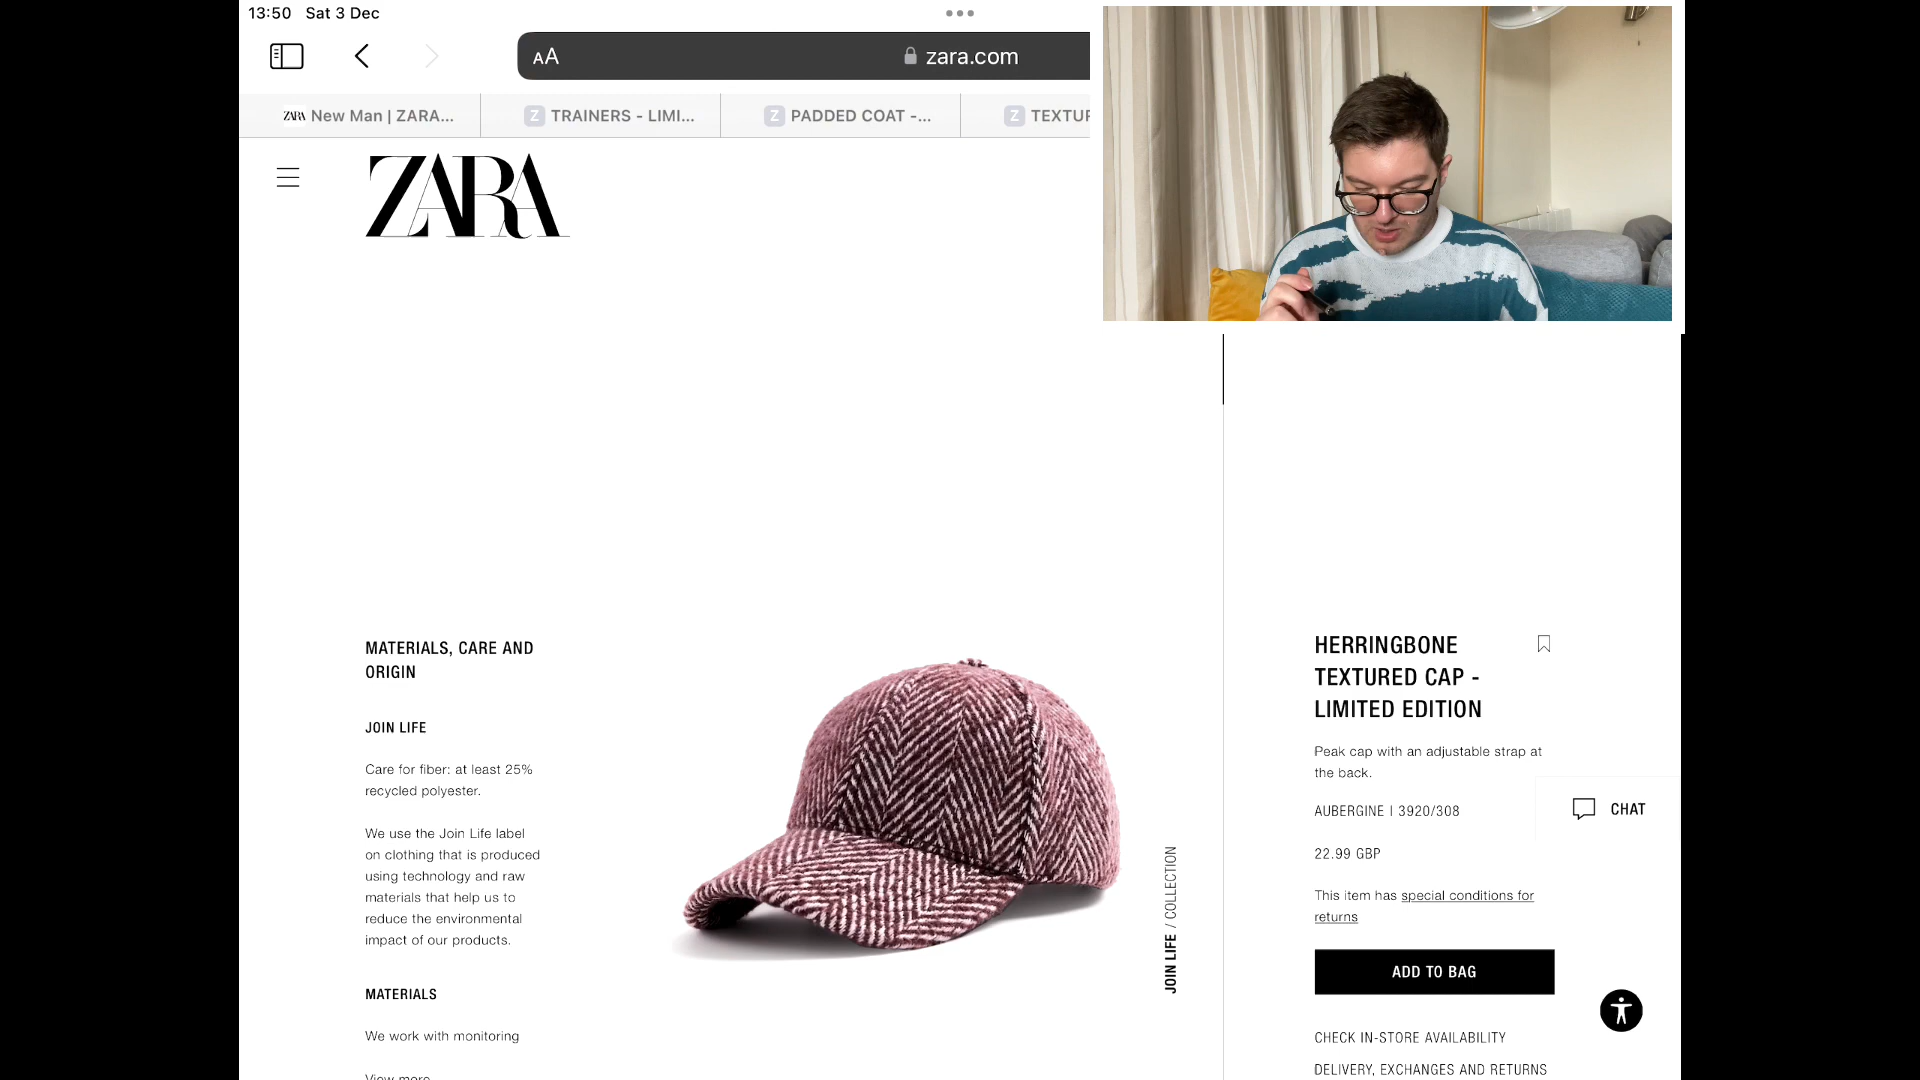 13:50 Sat 3 Dec
AA
zara.com
ZARA New Man | ZARA...
Z TRAINERS - LIMI...
Z PADDED COAT -...
Z
ZARA
MATERIALS, CARE AND
ORIGIN
JOIN LIFE
Care for fiber: at least 25%
recycled polyester.
We use the Join Life label
on clothing that is produced
using technology and raw
materials that help us to
reduce the environmental
impact of our products.
MATERIALS
We work with monitoring
View more
JOIN LIFE / COLLECTION
HERRINGBONE
TEXTURED CAP -
LIMITED EDITION
Peak cap with an adjustable strap at
the back.
AUBERGINE | 3920/308
22.99 GBP
This item has special conditions for
returns
ADD TO BAG
CHECK IN-STORE AVAILABILITY
DELIVERY, EXCHANGES AND RETURNS
CHAT